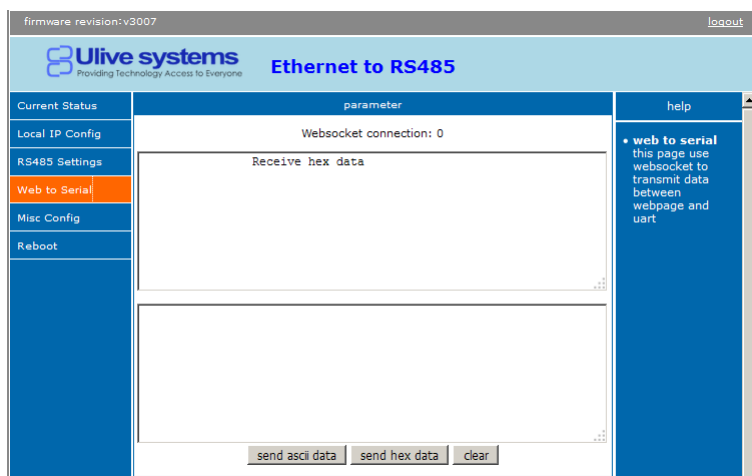 firmware revision:v3007
logout
Ulive systems
Providing Technology Access to Everyone
Ethernet to RS485
Current Status
Local IP Config
RS485 Settings
Web to Serial
Misc Config
Reboot
parameter
Websocket connection: 0
Receive hex data
send ascii data
send hex data
clear
help
• web to serial
this page use
websocket to
transmit data
between
webpage and
uart